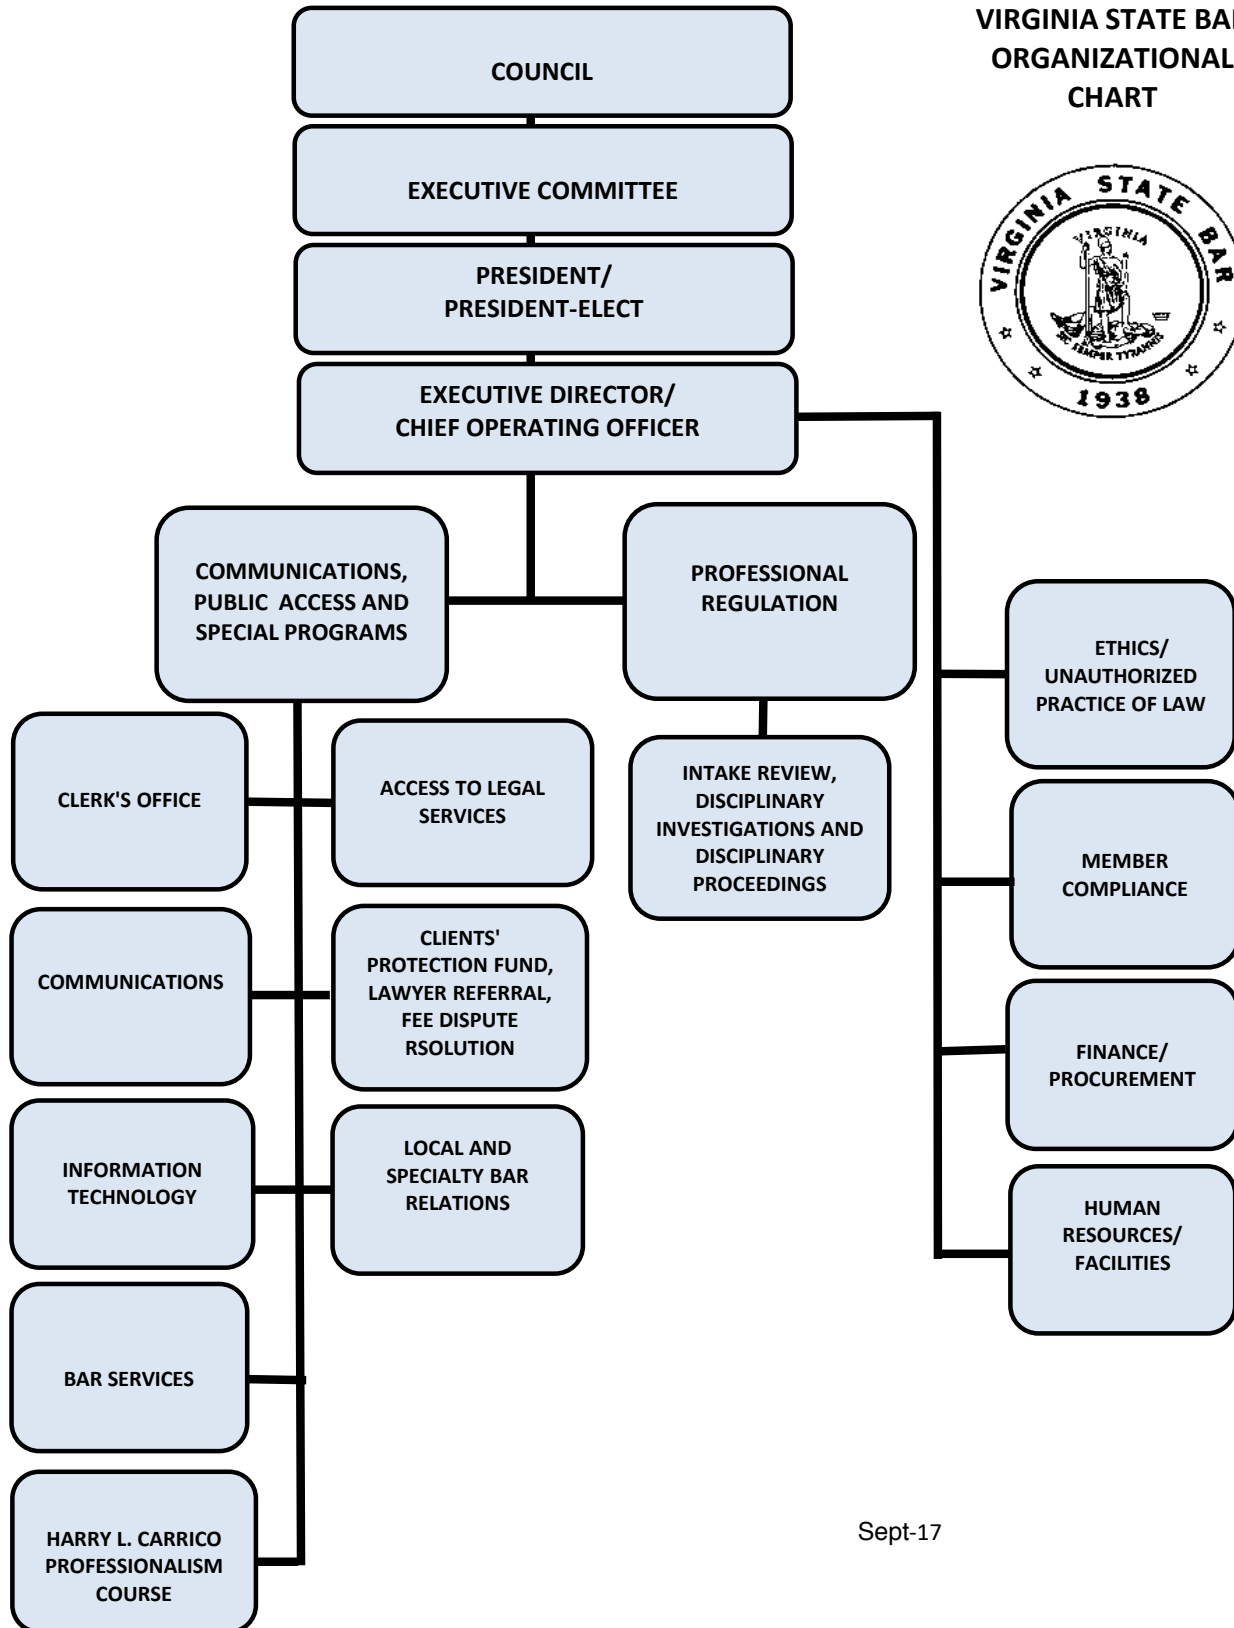 VIRGINIA STATE BAR
ORGANIZATIONAL
CHART
VIRGINIA STATE BAR
VIRGINIA
SIC SEMPER TYRANNIS
1938
COUNCIL
EXECUTIVE COMMITTEE
PRESIDENT/
PRESIDENT-ELECT
EXECUTIVE DIRECTOR/
CHIEF OPERATING OFFICER
COMMUNICATIONS,
PUBLIC ACCESS AND
SPECIAL PROGRAMS
PROFESSIONAL
REGULATION
ETHICS/
UNAUTHORIZED
PRACTICE OF LAW
CLERK'S OFFICE
ACCESS TO LEGAL
SERVICES
INTAKE REVIEW,
DISCIPLINARY
INVESTIGATIONS AND
DISCIPLINARY
PROCEEDINGS
MEMBER
COMPLIANCE
COMMUNICATIONS
CLIENTS'
PROTECTION FUND,
LAWYER REFERRAL,
FEE DISPUTE
RSOLUTION
FINANCE/
PROCUREMENT
INFORMATION
TECHNOLOGY
LOCAL AND
SPECIALTY BAR
RELATIONS
HUMAN
RESOURCES/
FACILITIES
BAR SERVICES
HARRY L. CARRICO
PROFESSIONALISM
COURSE
Sept-17